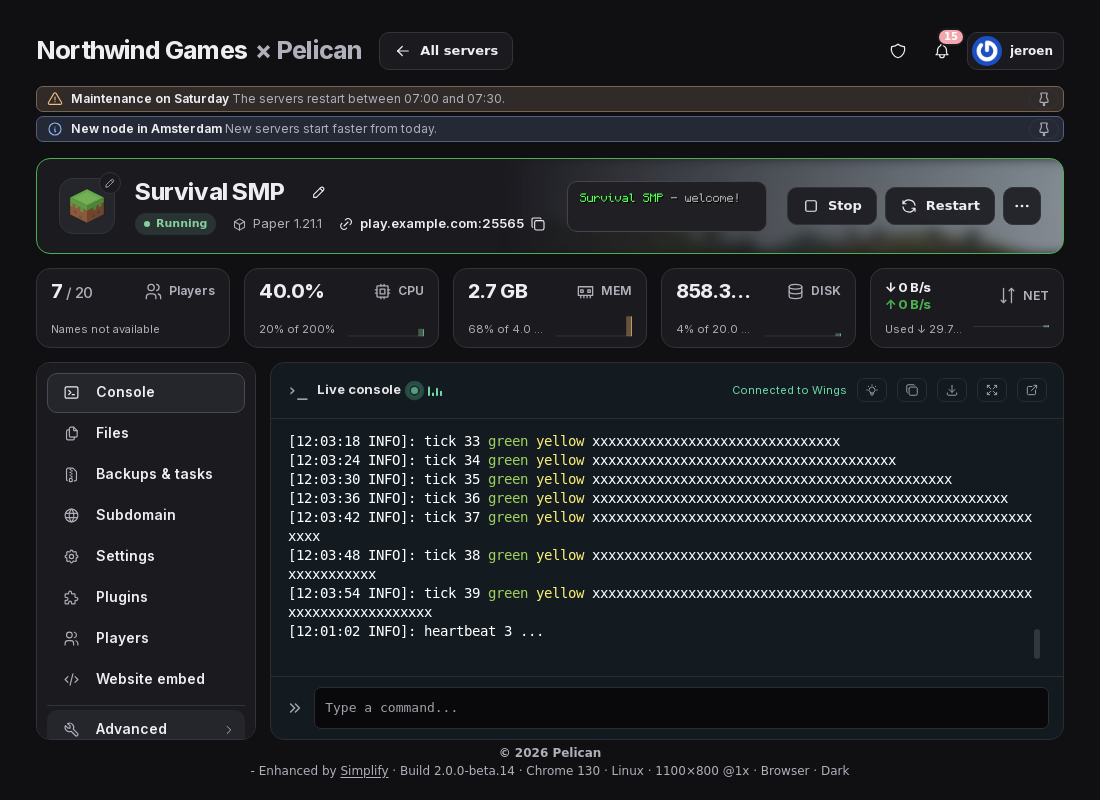 Northwind Games × Pelican
All servers
15
jeroen
Maintenance on Saturday The servers restart between 07:00 and 07:30.
New node in Amsterdam New servers start faster from today.
Survival SMP
Running
Paper 1.21.1
play.example.com:25565
Survival SMP - welcome!
Stop
Restart
7 / 20
Players
Names not available
40.0%
CPU
20% of 200%
2.7 GB
MEM
68% of 4.0 ...
858.3...
DISK
4% of 20.0 ...
↓ 0 B/s
↑ 0 B/s
NET
Used ↓ 29.7...
Console
Files
Backups & tasks
Subdomain
Settings
Plugins
Players
Website embed
Advanced
Live console
Connected to Wings
[12:03:18 INFO]: tick 33 green yellow xxxxxxxxxxxxxxxxxxxxxxxxxxxxxxx
[12:03:24 INFO]: tick 34 green yellow xxxxxxxxxxxxxxxxxxxxxxxxxxxxxxxxxxxxxx
[12:03:30 INFO]: tick 35 green yellow xxxxxxxxxxxxxxxxxxxxxxxxxxxxxxxxxxxxxxxxxxxxx
[12:03:36 INFO]: tick 36 green yellow xxxxxxxxxxxxxxxxxxxxxxxxxxxxxxxxxxxxxxxxxxxxxxxxxxxx
[12:03:42 INFO]: tick 37 green yellow xxxxxxxxxxxxxxxxxxxxxxxxxxxxxxxxxxxxxxxxxxxxxxxxxxxxxxx
xxxx
[12:03:48 INFO]: tick 38 green yellow xxxxxxxxxxxxxxxxxxxxxxxxxxxxxxxxxxxxxxxxxxxxxxxxxxxxxxx
xxxxxxxxxxx
[12:03:54 INFO]: tick 39 green yellow xxxxxxxxxxxxxxxxxxxxxxxxxxxxxxxxxxxxxxxxxxxxxxxxxxxxxxx
xxxxxxxxxxxxxxxxxx
[12:01:02 INFO]: heartbeat 3 ...
Type a command...
© 2026 Pelican
- Enhanced by Simplify · Build 2.0.0-beta.14 · Chrome 130 · Linux · 1100×800 @1x · Browser · Dark